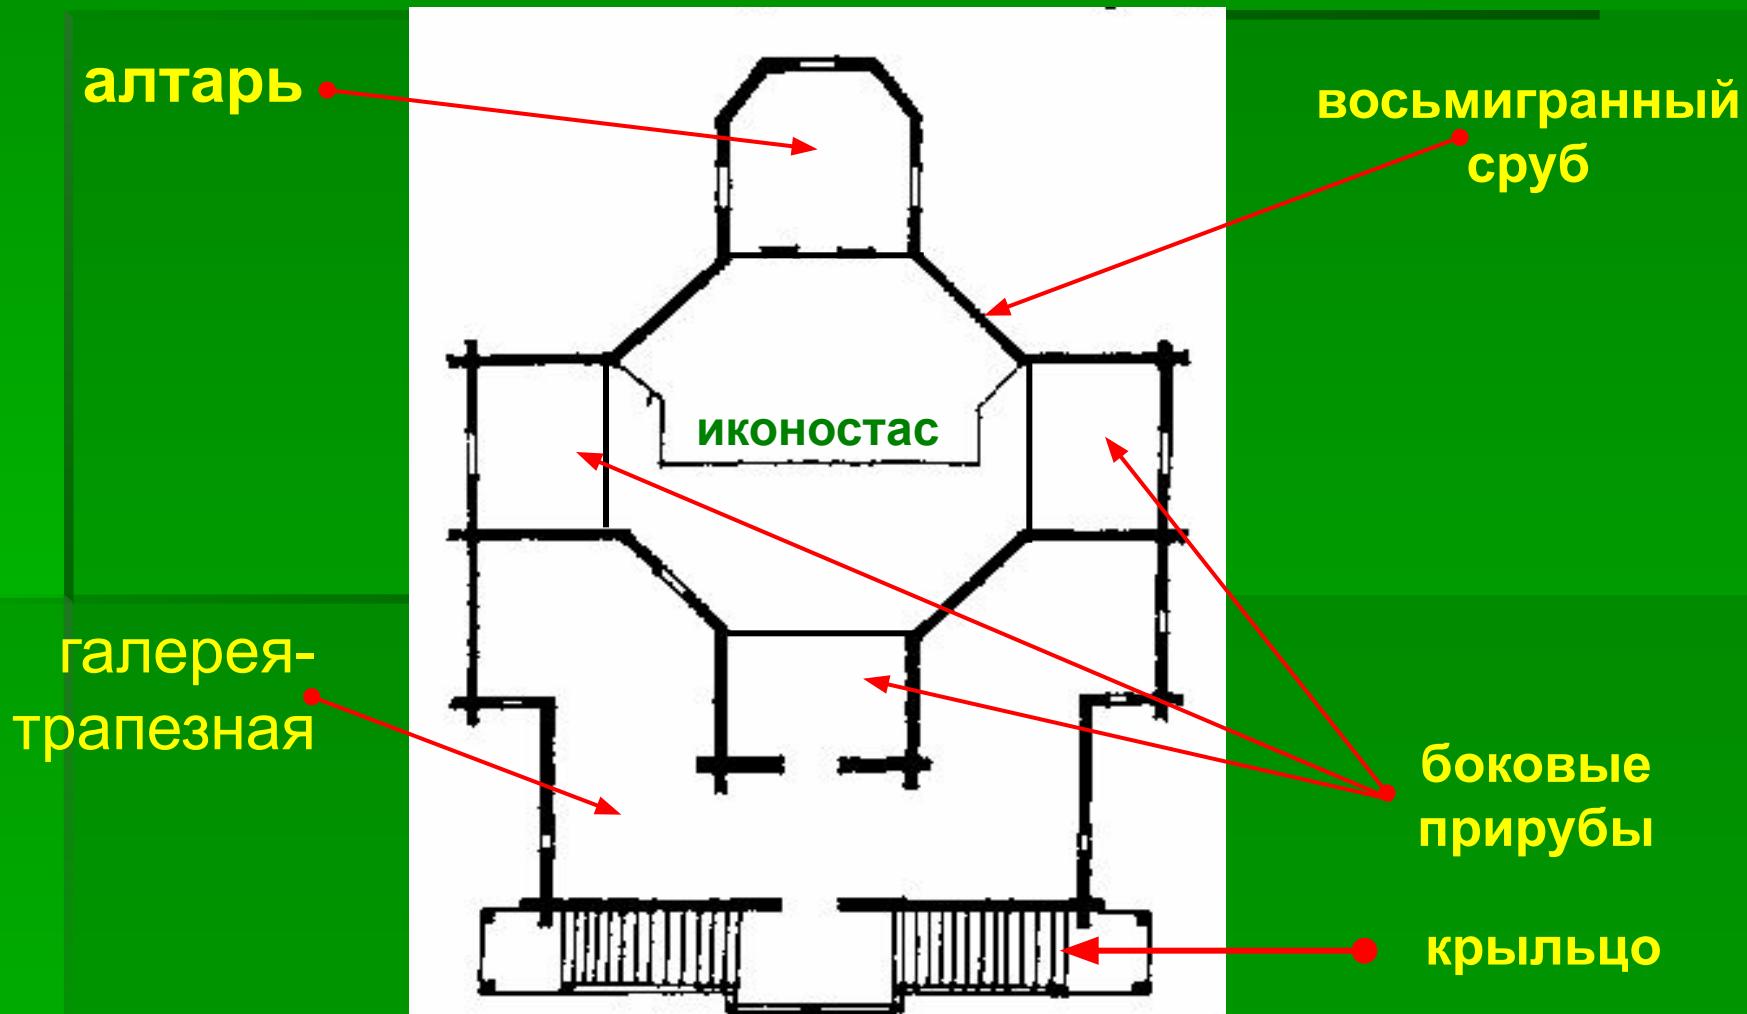 алтарь
восьмигранный
сруб
иконостас
галерея-
трапезная
боковые
прирубы
крыльцо